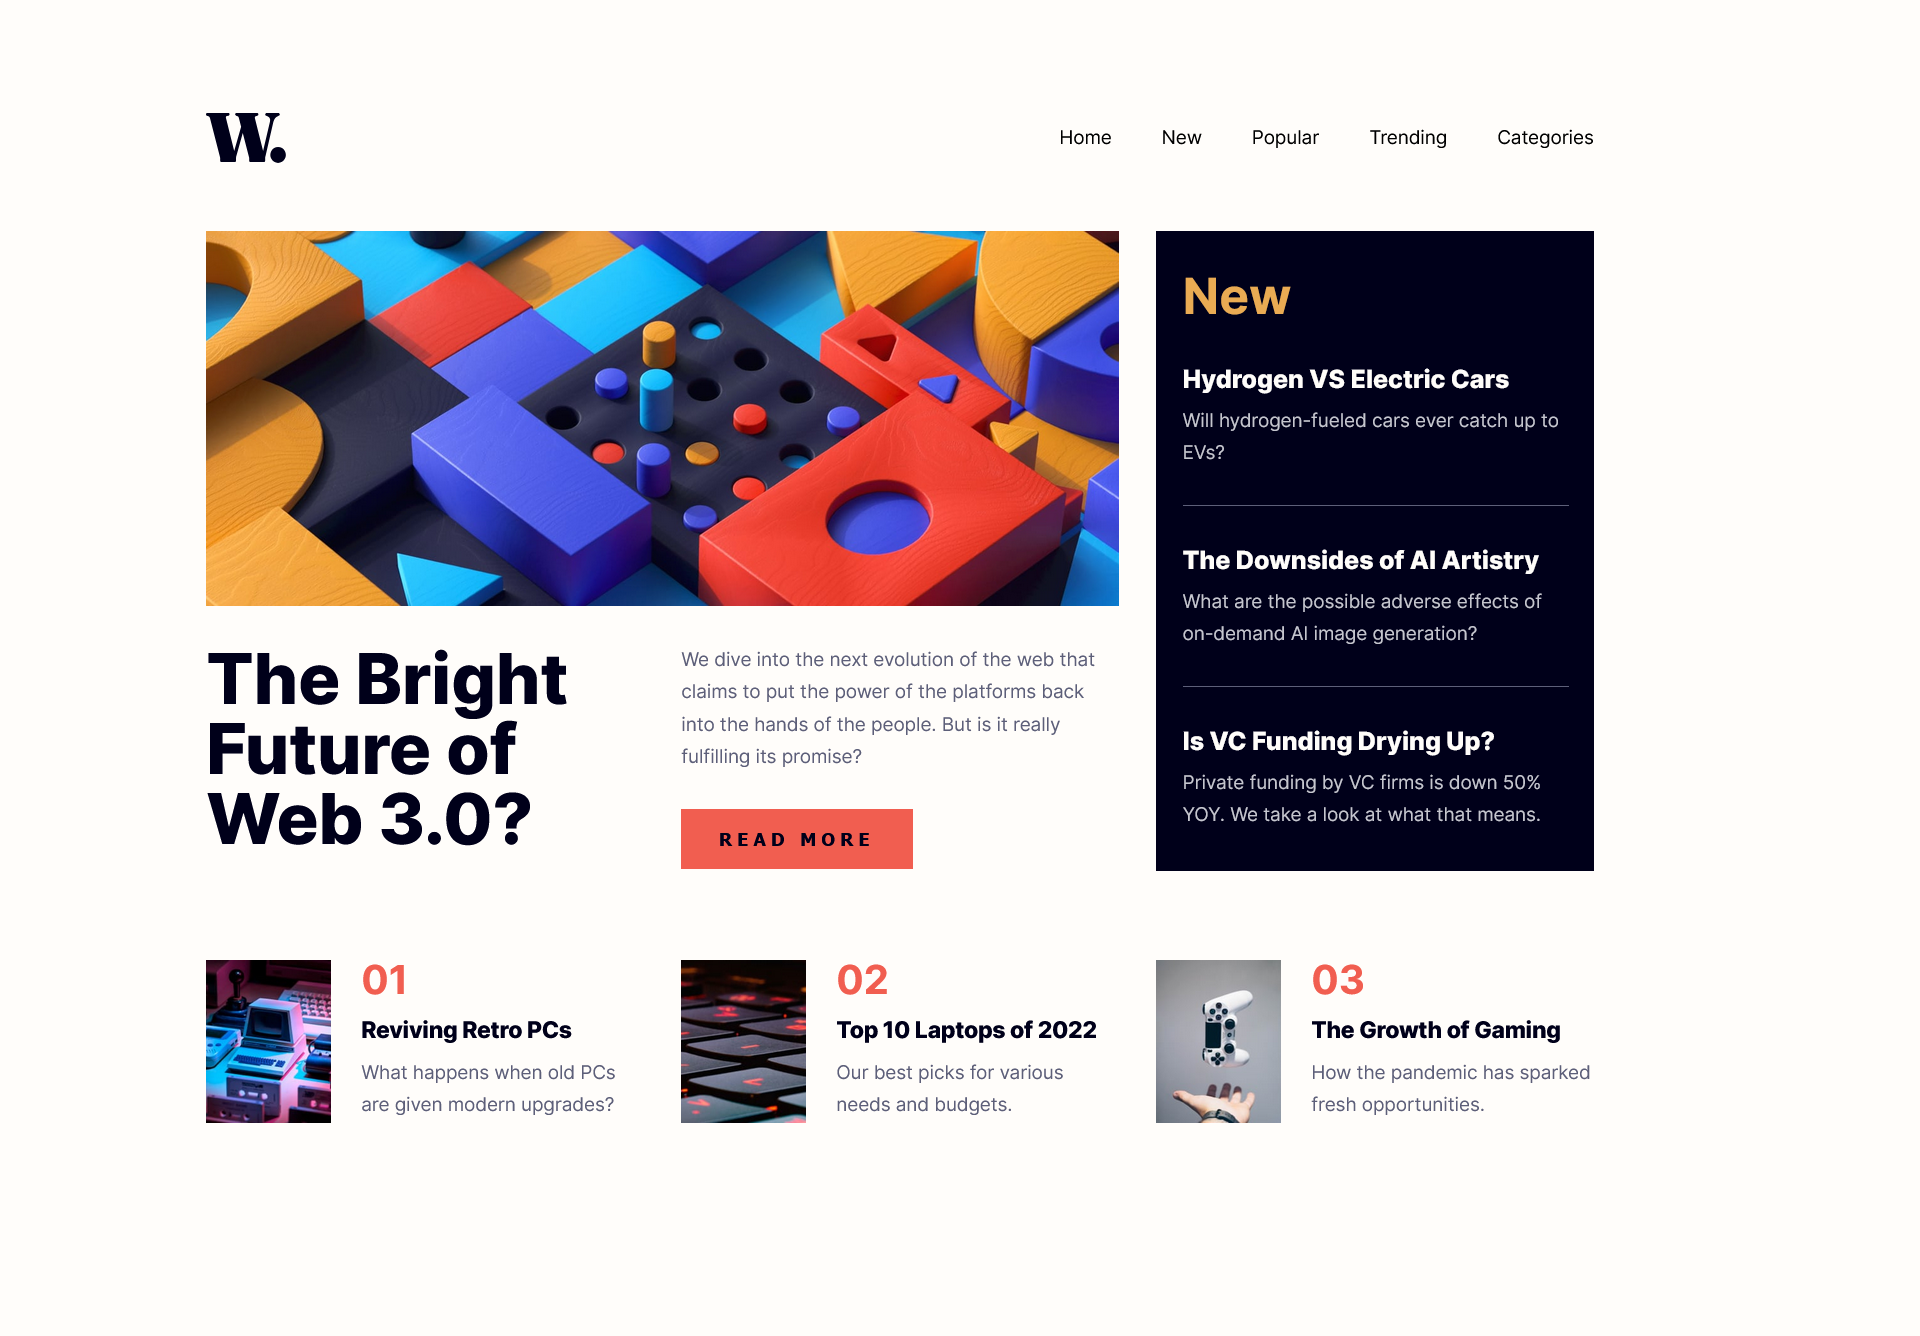 W.
Home New Popular Trending Categories
The Bright
Future of
Web 3.0?
We dive into the next evolution of the web that
claims to put the power of the platforms back
into the hands of the people. But is it really
fulfilling its promise?
READ MORE
New
Hydrogen VS Electric Cars
Will hydrogen-fueled cars ever catch up to
EVs?
The Downsides of AI Artistry
What are the possible adverse effects of
on-demand AI image generation?
Is VC Funding Drying Up?
Private funding by VC firms is down 50%
YOY. We take a look at what that means.
01
Reviving Retro PCs
What happens when old PCs
are given modern upgrades?
02
Top 10 Laptops of 2022
Our best picks for various
needs and budgets.
03
The Growth of Gaming
How the pandemic has sparked
fresh opportunities.